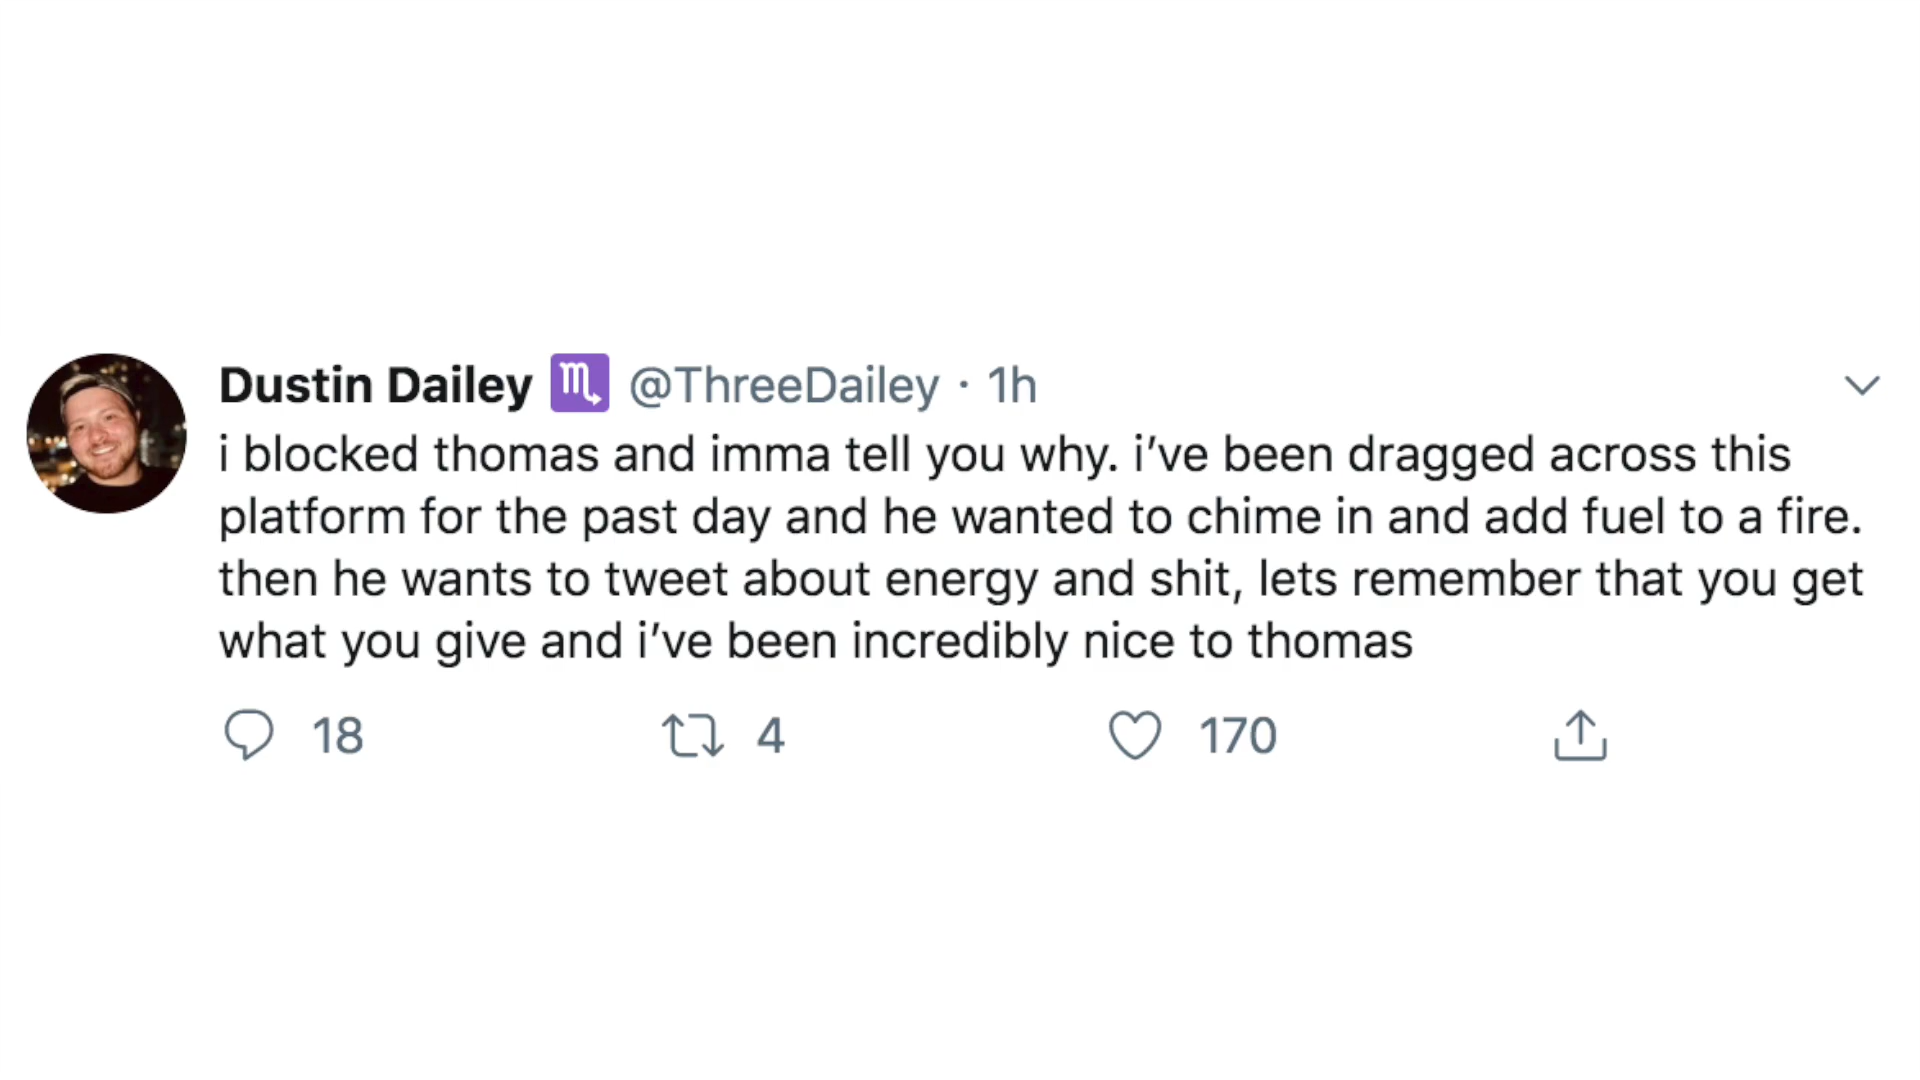 Dustin Dailey ♏ @ThreeDailey · 1h
i blocked thomas and imma tell you why. i’ve been dragged across this
platform for the past day and he wanted to chime in and add fuel to a fire.
then he wants to tweet about energy and shit, lets remember that you get
what you give and i’ve been incredibly nice to thomas
18 4 170